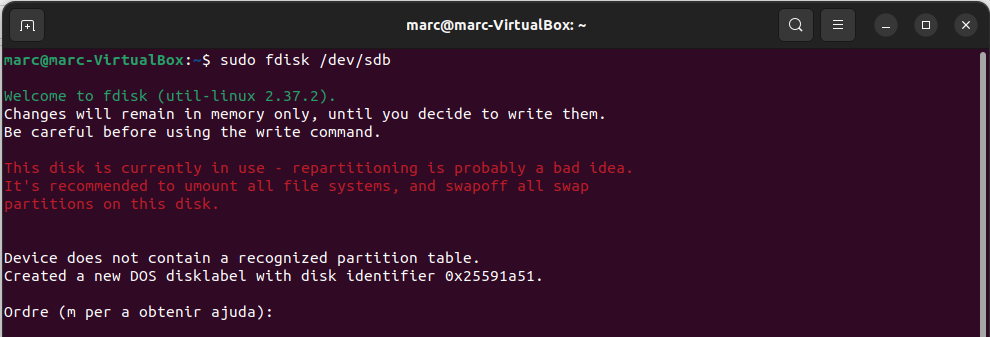 marc@marc-VirtualBox: ~
marc@marc-VirtualBox:~$ sudo fdisk /dev/sdb
Welcome to fdisk (util-linux 2.37.2).
Changes will remain in memory only, until you decide to write them.
Be careful before using the write command.
This disk is currently in use - repartitioning is probably a bad idea.
It's recommended to umount all file systems, and swapoff all swap
partitions on this disk.
Device does not contain a recognized partition table.
Created a new DOS disklabel with disk identifier 0x25591a51.
Ordre (m per a obtenir ajuda):